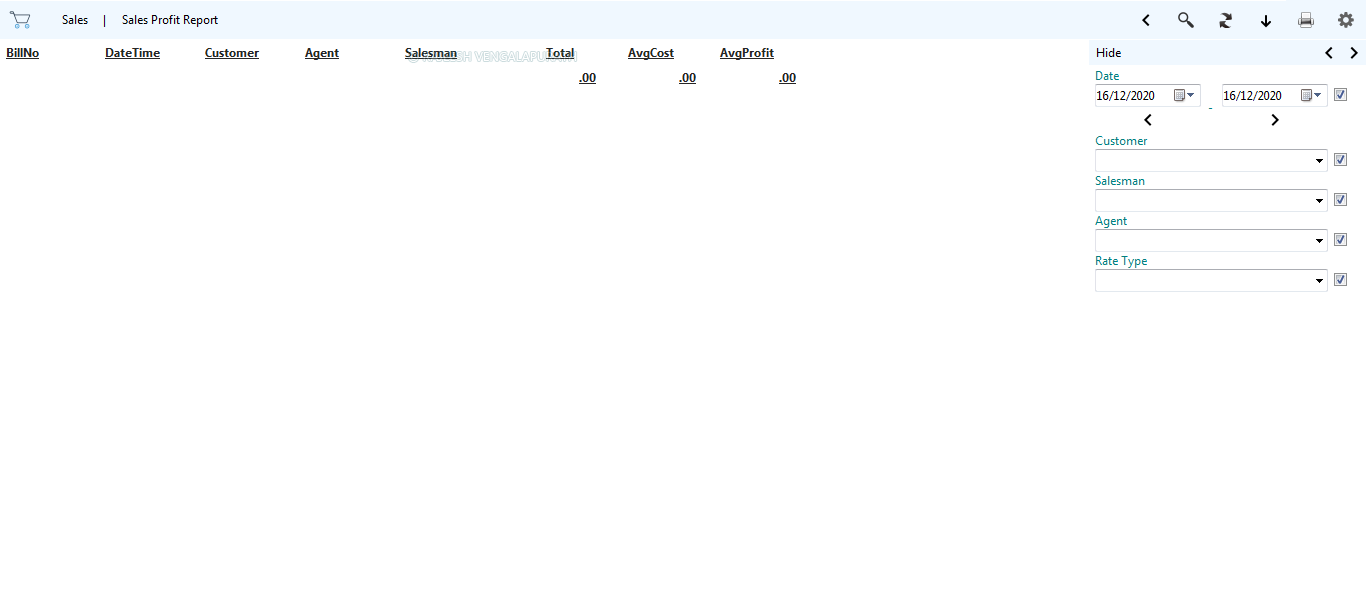 Sales | Sales Profit Report
BillNo DateTime Customer Agent Salesman Total AvgCost AvgProfit
.00 .00 .00
Hide
Date
16/12/2020 - 16/12/2020
Customer
Salesman
Agent
Rate Type